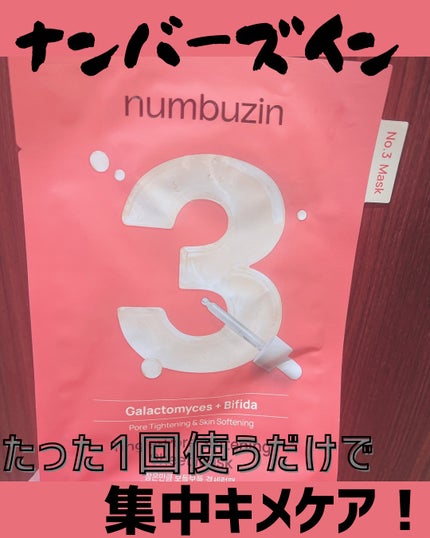 ナンバーズイン
numbuzin
No.3 Mask
3
Galactomyces + Bifida
Pore Tightening & Skin Softening
たった1回使うだけで
集中キメケア！